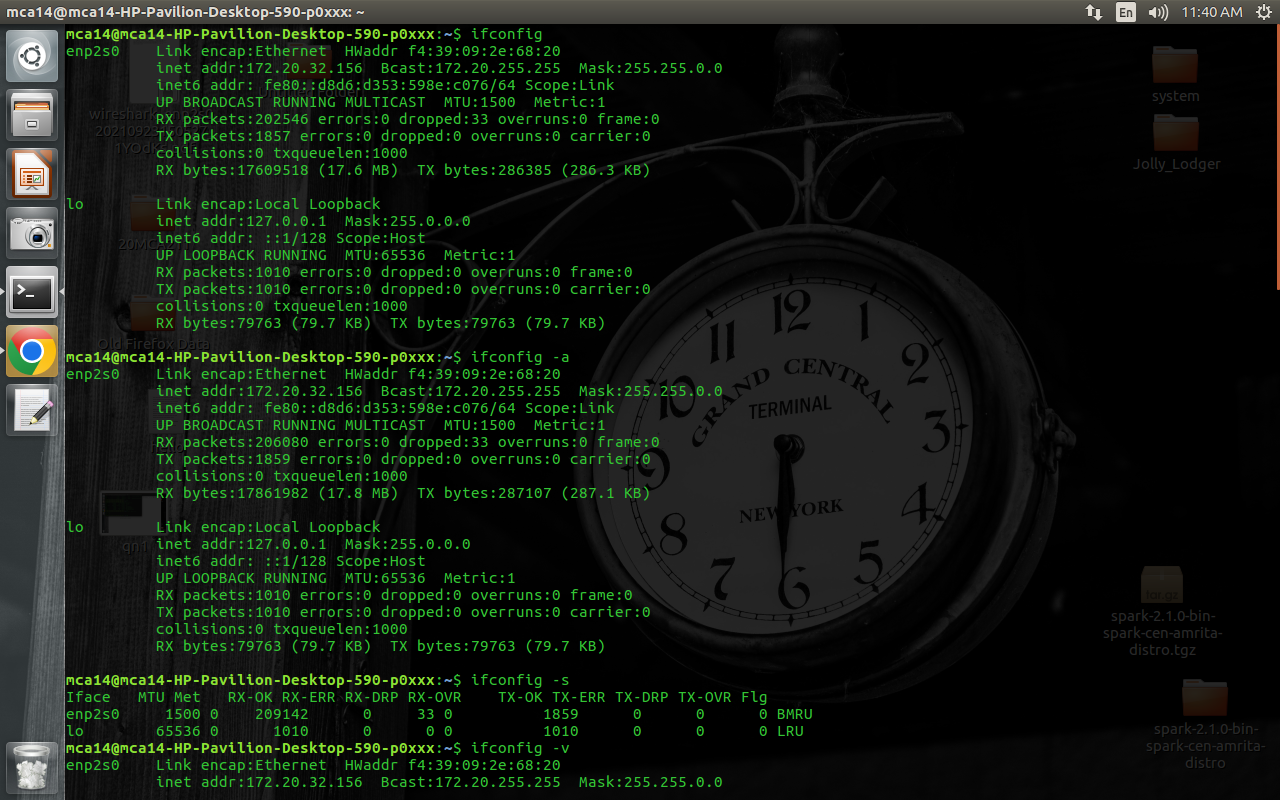 mca14@mca14-HP-Pavilion-Desktop-590-p0xxx: ~
En
11:40 AM
mca14@mca14-HP-Pavilion-Desktop-590-p0xxx:~$ ifconfig
enp2s0    Link encap:Ethernet  HWaddr f4:39:09:2e:68:20
          inet addr:172.20.32.156  Bcast:172.20.255.255  Mask:255.255.0.0
          inet6 addr: fe80::d8d6:d353:598e:c076/64 Scope:Link
          UP BROADCAST RUNNING MULTICAST  MTU:1500  Metric:1
          RX packets:202546 errors:0 dropped:33 overruns:0 frame:0
          TX packets:1857 errors:0 dropped:0 overruns:0 carrier:0
          collisions:0 txqueuelen:1000
          RX bytes:17609518 (17.6 MB)  TX bytes:286385 (286.3 KB)
lo        Link encap:Local Loopback
          inet addr:127.0.0.1  Mask:255.0.0.0
          inet6 addr: ::1/128 Scope:Host
          UP LOOPBACK RUNNING  MTU:65536  Metric:1
          RX packets:1010 errors:0 dropped:0 overruns:0 frame:0
          TX packets:1010 errors:0 dropped:0 overruns:0 carrier:0
          collisions:0 txqueuelen:1000
          RX bytes:79763 (79.7 KB)  TX bytes:79763 (79.7 KB)
mca14@mca14-HP-Pavilion-Desktop-590-p0xxx:~$ ifconfig -a
enp2s0    Link encap:Ethernet  HWaddr f4:39:09:2e:68:20
          inet addr:172.20.32.156  Bcast:172.20.255.255  Mask:255.255.0.0
          inet6 addr: fe80::d8d6:d353:598e:c076/64 Scope:Link
          UP BROADCAST RUNNING MULTICAST  MTU:1500  Metric:1
          RX packets:206080 errors:0 dropped:33 overruns:0 frame:0
          TX packets:1859 errors:0 dropped:0 overruns:0 carrier:0
          collisions:0 txqueuelen:1000
          RX bytes:17861982 (17.8 MB)  TX bytes:287107 (287.1 KB)
lo        Link encap:Local Loopback
          inet addr:127.0.0.1  Mask:255.0.0.0
          inet6 addr: ::1/128 Scope:Host
          UP LOOPBACK RUNNING  MTU:65536  Metric:1
          RX packets:1010 errors:0 dropped:0 overruns:0 frame:0
          TX packets:1010 errors:0 dropped:0 overruns:0 carrier:0
          collisions:0 txqueuelen:1000
          RX bytes:79763 (79.7 KB)  TX bytes:79763 (79.7 KB)
mca14@mca14-HP-Pavilion-Desktop-590-p0xxx:~$ ifconfig -s
Iface   MTU Met   RX-OK RX-ERR RX-DRP RX-OVR    TX-OK TX-ERR TX-DRP TX-OVR Flg
enp2s0     1500 0    209142      0     33 0          1859      0      0      0 BMRU
lo        65536 0      1010      0      0 0          1010      0      0      0 LRU
mca14@mca14-HP-Pavilion-Desktop-590-p0xxx:~$ ifconfig -v
enp2s0    Link encap:Ethernet  HWaddr f4:39:09:2e:68:20
          inet addr:172.20.32.156  Bcast:172.20.255.255  Mask:255.255.0.0
Old Firefox Data
qn1
system
Jolly_Lodger
tar.gz
spark-2.1.0-bin-
spark-cen-amrita-
distro.tgz
spark-2.1.0-bin-
spark-cen-amrita-
distro
12
1
2
3
4
5
6
7
8
9
10
11
GRAND CENTRAL
TERMINAL
NEW YORK